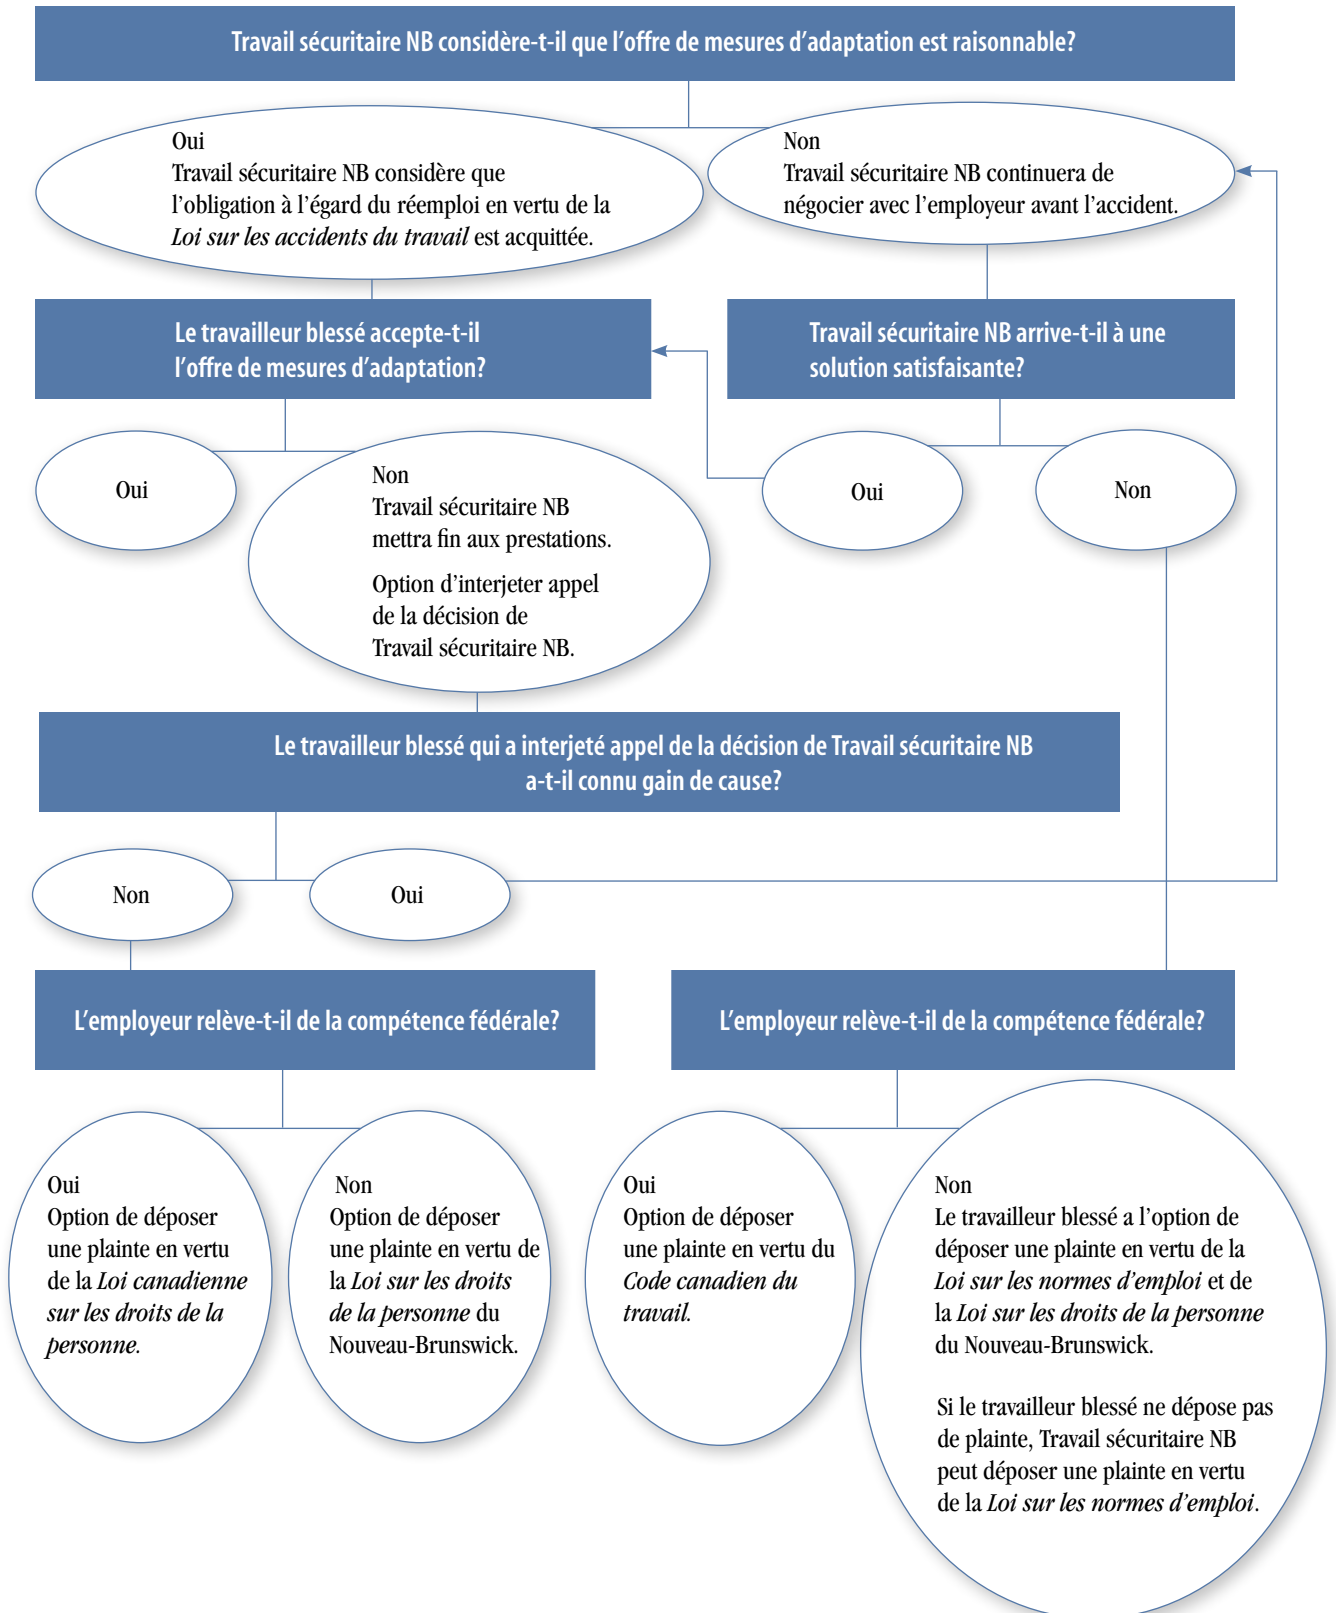 Travail sécuritaire NB considère-t-il que l'offre de mesures d'adaptation est raisonnable?
Oui
Travail sécuritaire NB considère que
l'obligation à l'égard du réemploi en vertu de la
Loi sur les accidents du travail est acquittée.
Non
Travail sécuritaire NB continuera de
négocier avec l'employeur avant l'accident.
Le travailleur blessé accepte-t-il
l'offre de mesures d'adaptation?
Travail sécuritaire NB arrive-t-il à une
solution satisfaisante?
Oui
Non
Travail sécuritaire NB
mettra fin aux prestations.
Option d'interjeter appel
de la décision de
Travail sécuritaire NB.
Oui
Non
Le travailleur blessé qui a interjeté appel de la décision de Travail sécuritaire NB
a-t-il connu gain de cause?
Non
Oui
L'employeur relève-t-il de la compétence fédérale?
L'employeur relève-t-il de la compétence fédérale?
Oui
Option de déposer
une plainte en vertu
de la Loi canadienne
sur les droits de la
personne.
Non
Option de déposer
une plainte en vertu de
la Loi sur les droits
de la personne du
Nouveau-Brunswick.
Oui
Option de déposer
une plainte en vertu du
Code canadien du
travail.
Non
Le travailleur blessé a l'option de
déposer une plainte en vertu de la
Loi sur les normes d'emploi et de
la Loi sur les droits de la personne
du Nouveau-Brunswick.
Si le travailleur blessé ne dépose pas
de plainte, Travail sécuritaire NB
peut déposer une plainte en vertu
de la Loi sur les normes d'emploi.